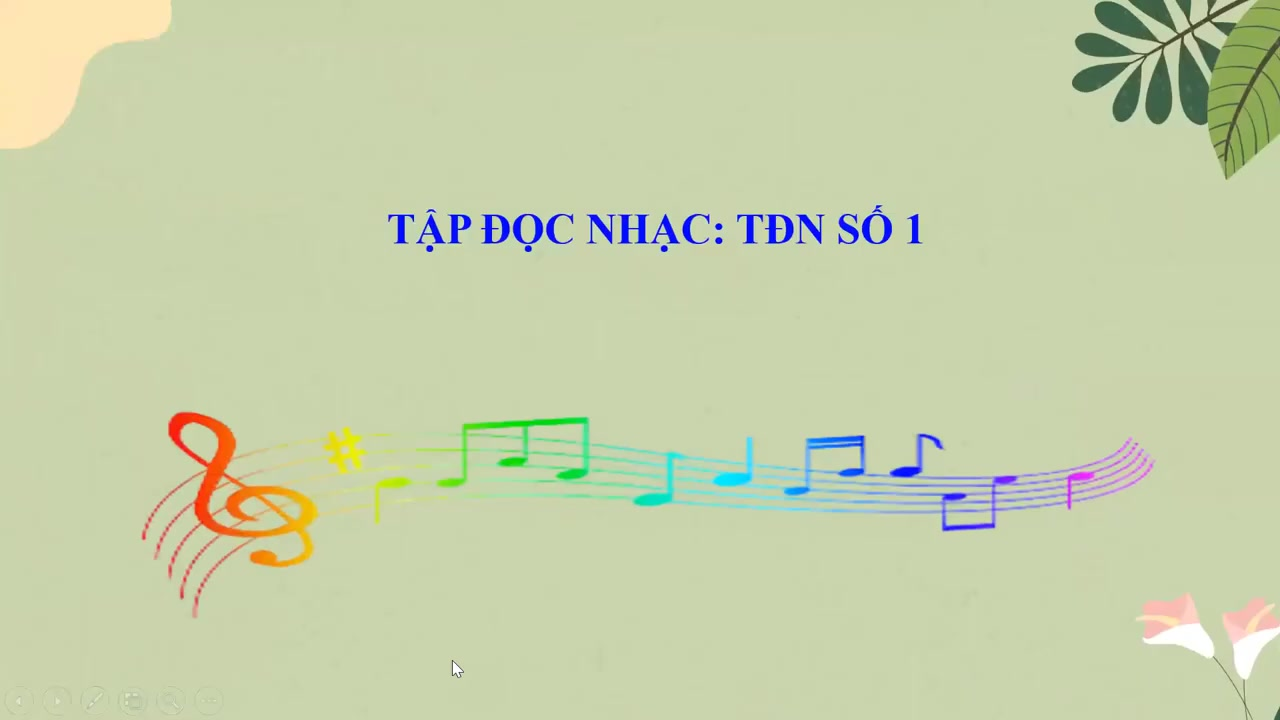 TẬP ĐỌC NHẠC: TĐN SỐ 1